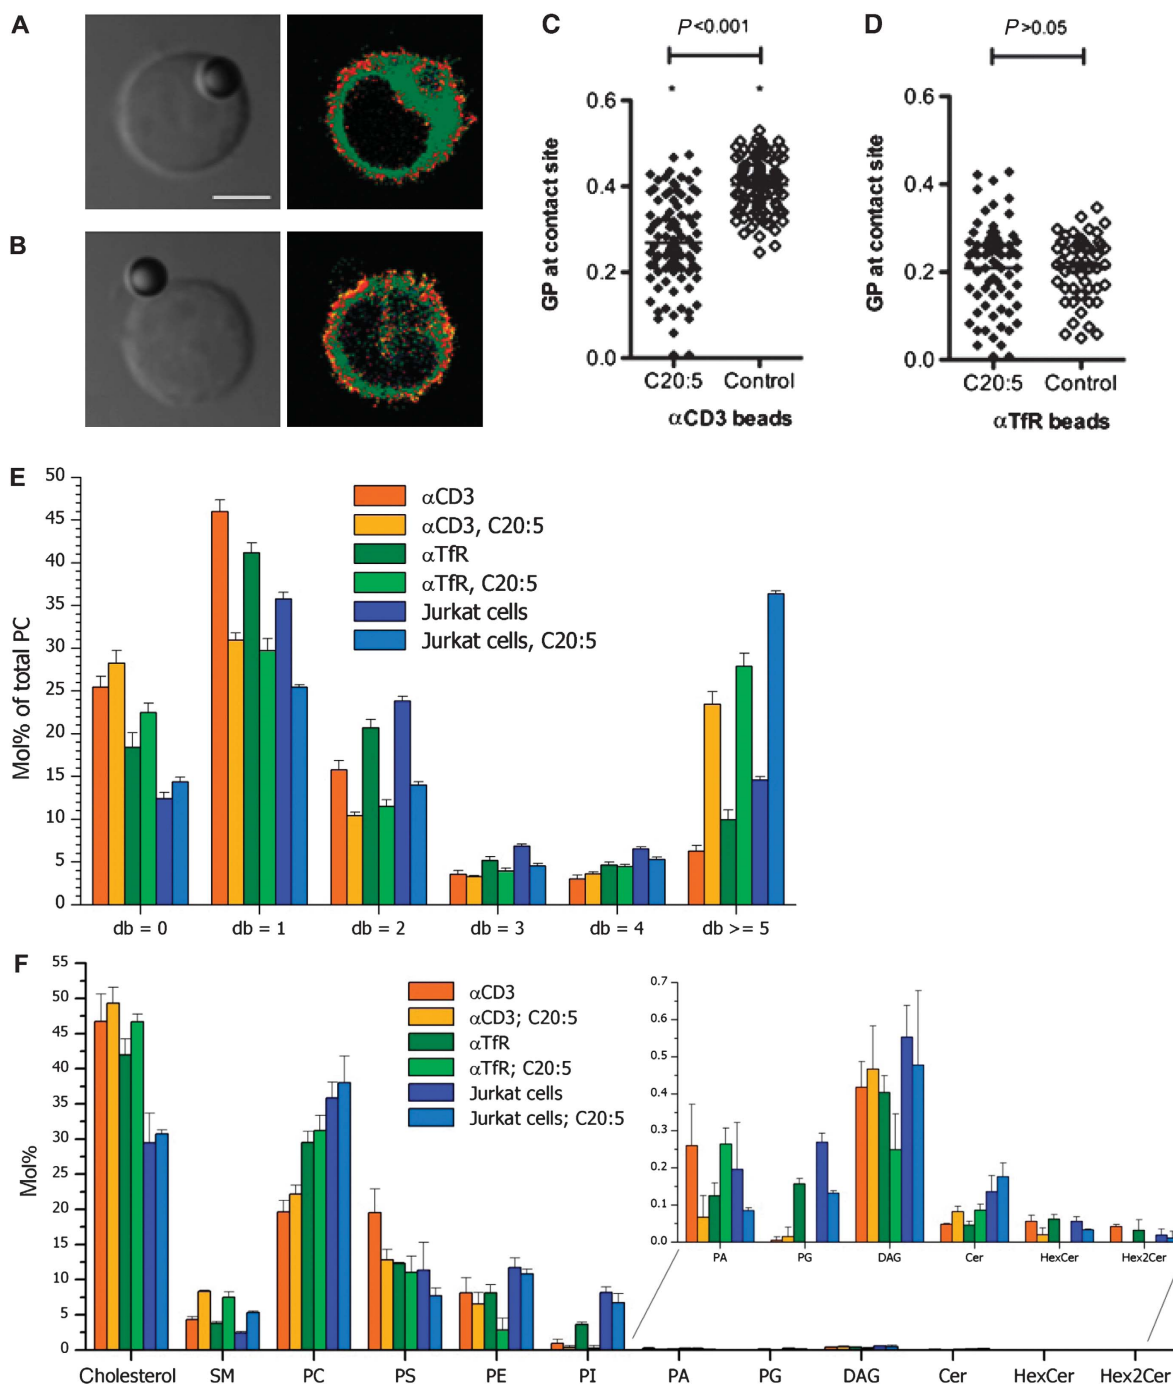 A
B
C
P<0.001
*
*
0.6
0.4
0.2
0.0
GP at contact site
C20:5
Control
αCD3 beads
D
P>0.05
0.6
0.4
0.2
0.0
GP at contact site
C20:5
Control
αTfR beads
E
50
45
40
35
30
25
20
15
10
5
0
Mol% of total PC
αCD3
αCD3, C20:5
αTfR
αTfR, C20:5
Jurkat cells
Jurkat cells, C20:5
db = 0
db = 1
db = 2
db = 3
db = 4
db >= 5
F
55
50
45
40
35
30
25
20
15
10
5
0
Mol%
αCD3
αCD3; C20:5
αTfR
αTfR; C20:5
Jurkat cells
Jurkat cells; C20:5
0.7
0.6
0.5
0.4
0.3
0.2
0.1
0.0
PA
PG
DAG
Cer
HexCer
Hex2Cer
Cholesterol
SM
PC
PS
PE
PI
PA
PG
DAG
Cer
HexCer
Hex2Cer